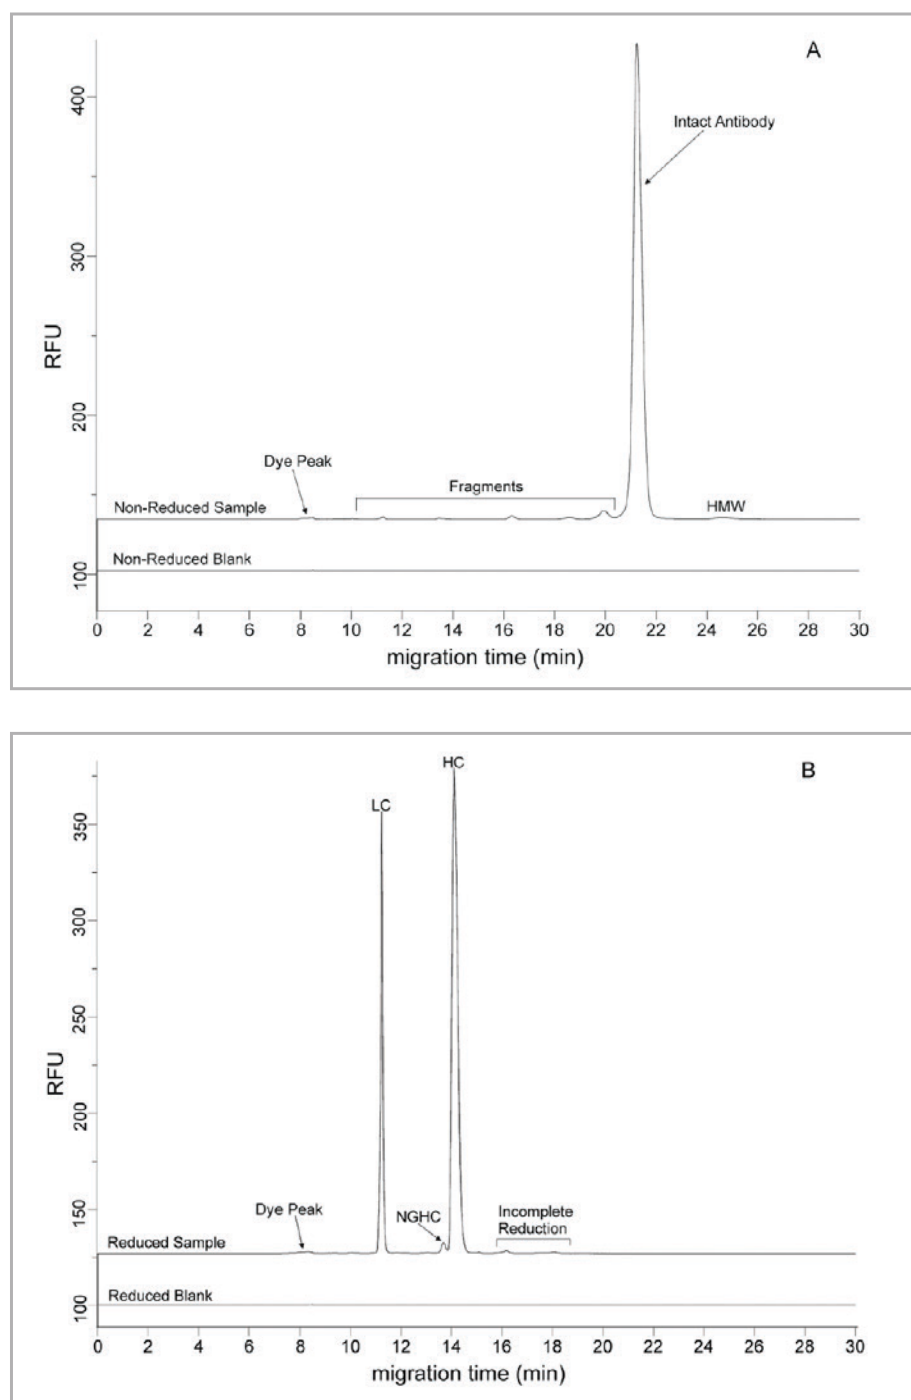 A
400
Intact Antibody
300
RFU
200
Dye Peak
Fragments
Non-Reduced Sample
HMW
Non-Reduced Blank
100
0 2 4 6 8 10 12 14 16 18 20 22 24 26 28 30
migration time (min)
HC
B
LC
350
300
250
RFU
200
150
Dye Peak
NGHC
Incomplete
Reduction
Reduced Sample
Reduced Blank
100
0 2 4 6 8 10 12 14 16 18 20 22 24 26 28 30
migration time (min)